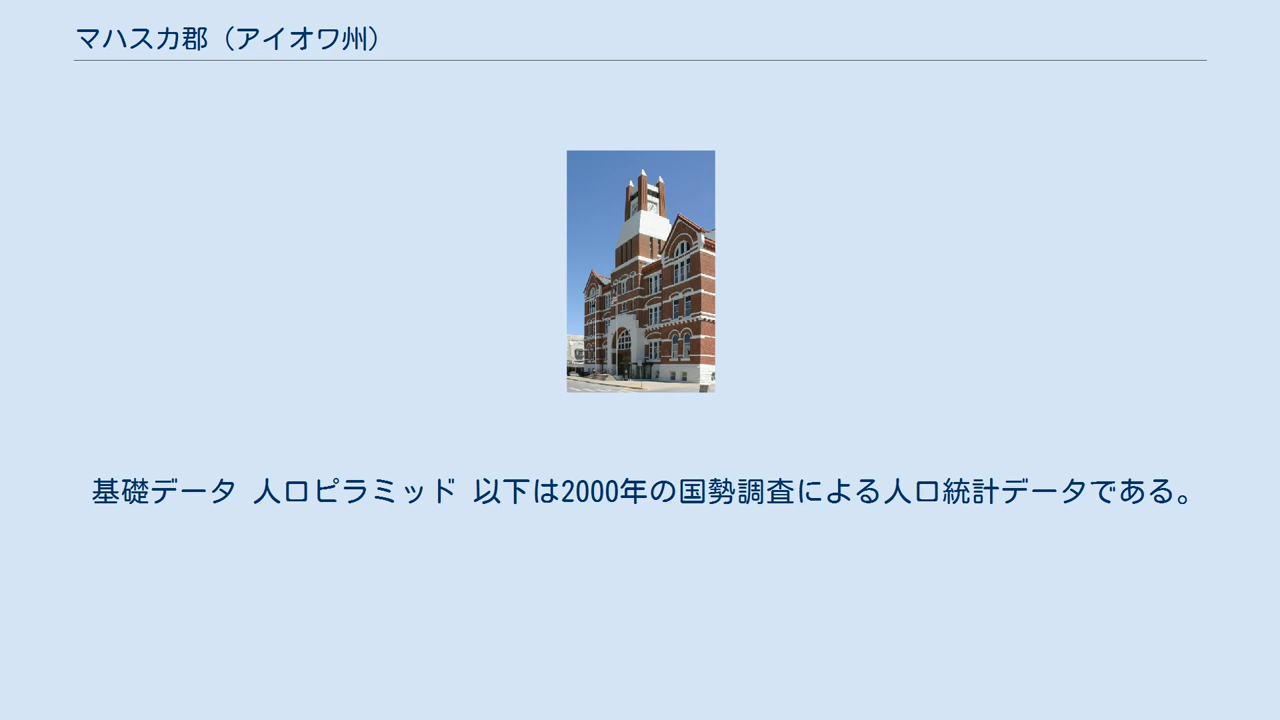 マハスカ郡（アイオワ州）
基礎データ 人口ピラミッド 以下は2000年の国勢調査による人口統計データである。